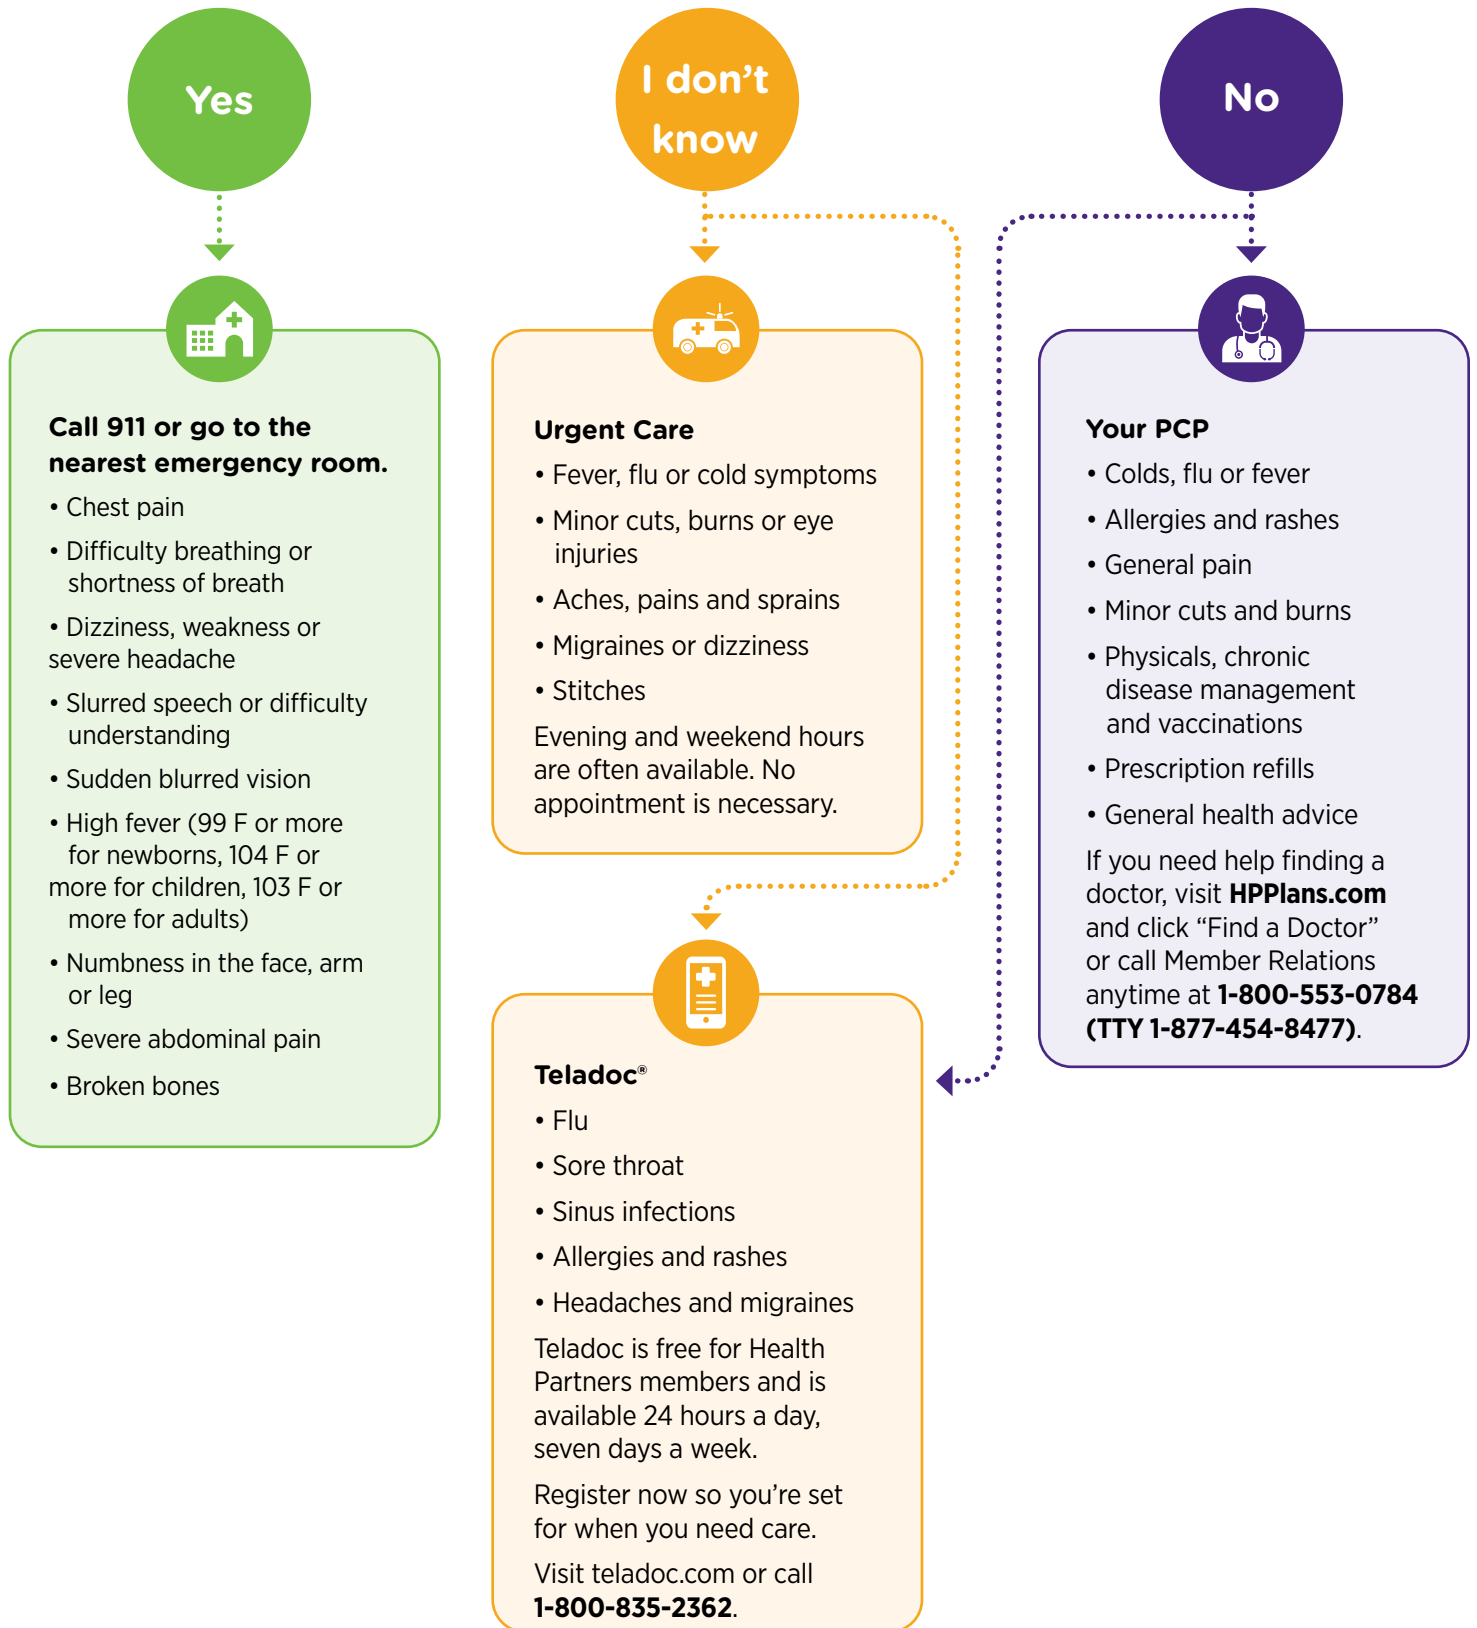 Yes
Call 911 or go to the
nearest emergency room.
• Chest pain
• Difficulty breathing or
shortness of breath
• Dizziness, weakness or
severe headache
• Slurred speech or difficulty
understanding
• Sudden blurred vision
• High fever (99 F or more
for newborns, 104 F or
more for children, 103 F or
more for adults)
• Numbness in the face, arm
or leg
• Severe abdominal pain
• Broken bones
I don’t
know
Urgent Care
• Fever, flu or cold symptoms
• Minor cuts, burns or eye
injuries
• Aches, pains and sprains
• Migraines or dizziness
• Stitches
Evening and weekend hours
are often available. No
appointment is necessary.
Teladoc®
• Flu
• Sore throat
• Sinus infections
• Allergies and rashes
• Headaches and migraines
Teladoc is free for Health
Partners members and is
available 24 hours a day,
seven days a week.
Register now so you’re set
for when you need care.
Visit teladoc.com or call
1-800-835-2362.
No
Your PCP
• Colds, flu or fever
• Allergies and rashes
• General pain
• Minor cuts and burns
• Physicals, chronic
disease management
and vaccinations
• Prescription refills
• General health advice
If you need help finding a
doctor, visit HPPlans.com
and click “Find a Doctor”
or call Member Relations
anytime at 1-800-553-0784
(TTY 1-877-454-8477).